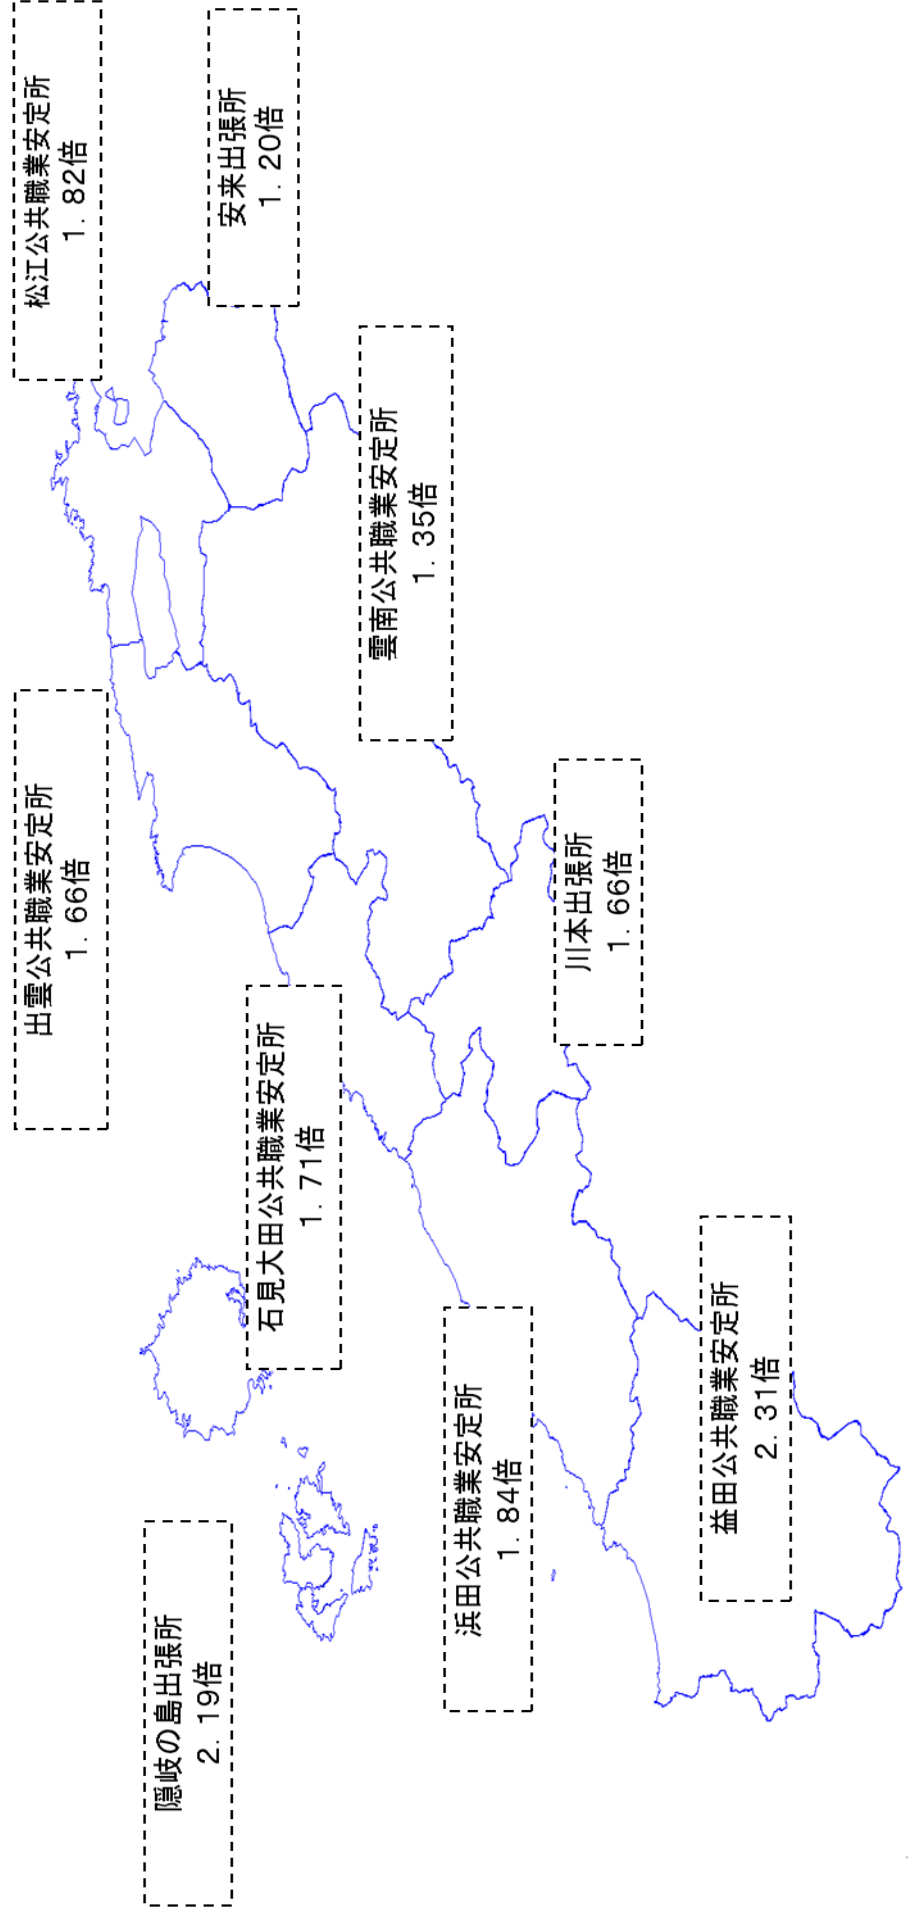 隠岐の島出張所
2．19倍
出雲公共職業安定所
1．66倍
松江公共職業安定所
1．82倍
安来出張所
1．20倍
石見大田公共職業安定所
1．71倍
雲南公共職業安定所
1．35倍
浜田公共職業安定所
1．84倍
川本出張所
1．66倍
益田公共職業安定所
2．31倍